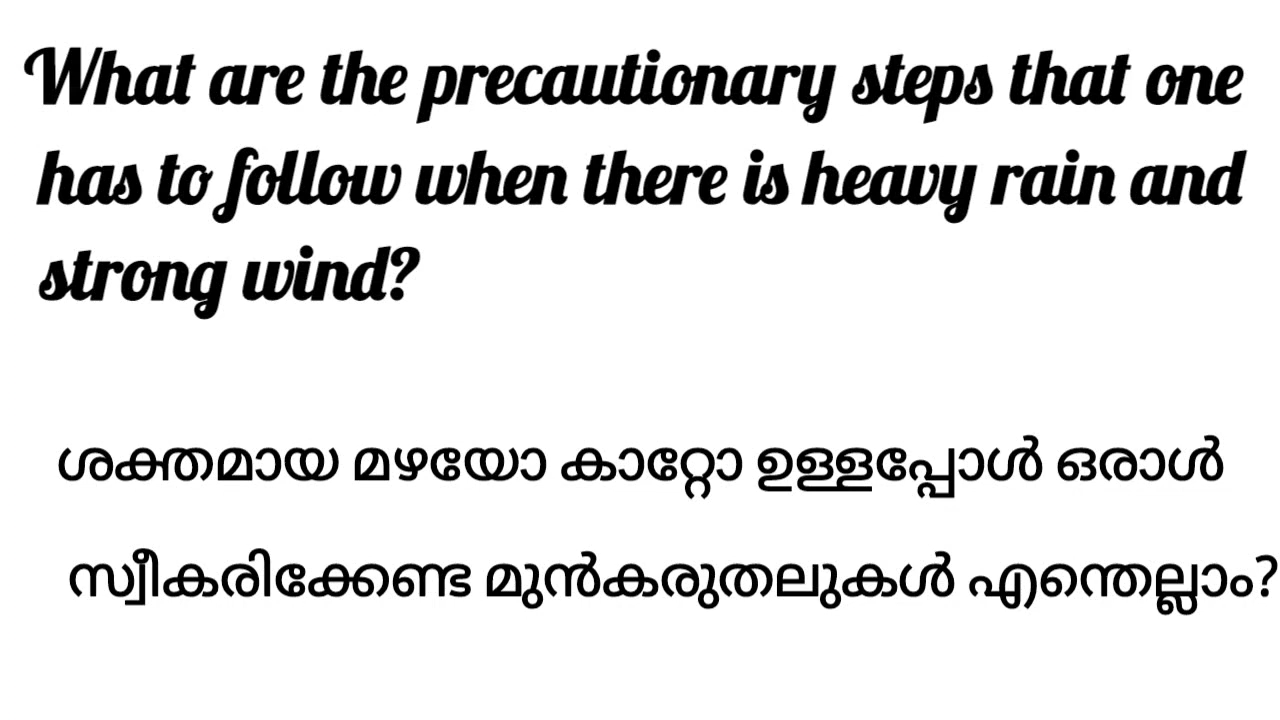 What are the precautionary steps that one
has to follow when there is heavy rain and
strong wind?
ശക്തമായ മഴയോ കാറ്റോ ഉള്ളപ്പോൾ ഒരാൾ
സ്വീകരിക്കേണ്ട മുൻകരുതലുകൾ എന്തെല്ലാം?